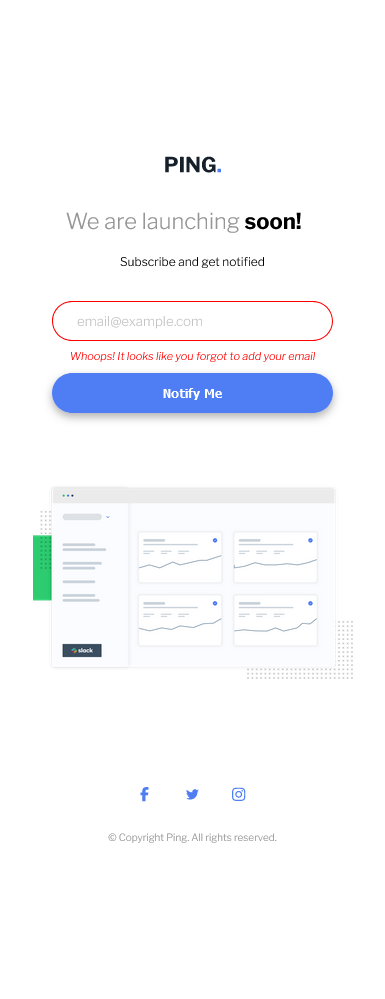 PING.
We are launching soon!
Subscribe and get notified
email@example.com
Whoops! It looks like you forgot to add your email
Notify Me
slack
© Copyright Ping. All rights reserved.